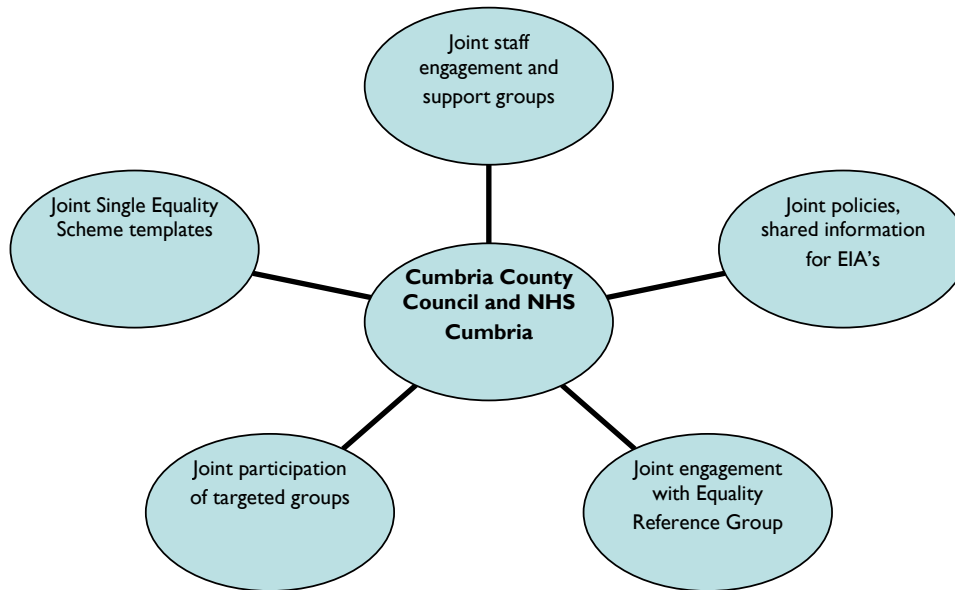 Joint staff
engagement and
support groups
Joint Single Equality
Scheme templates
Joint policies,
shared information
for EIA's
Cumbria County
Council and NHS
Cumbria
Joint participation
of targeted groups
Joint engagement
with Equality
Reference Group